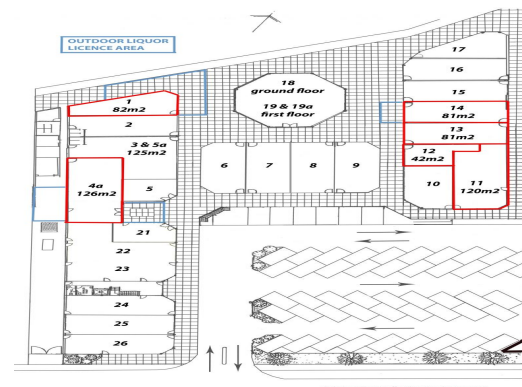 OUTDOOR LIQUOR
LICENCE AREA
17
16
15
14
81m2
13
81m2
12
42m2
10
11
120m2
18
ground floor
19 & 19a
first floor
1
82m2
2
3 & 5a
125m2
4a
126m2
5
6
7
8
9
21
22
23
24
25
26